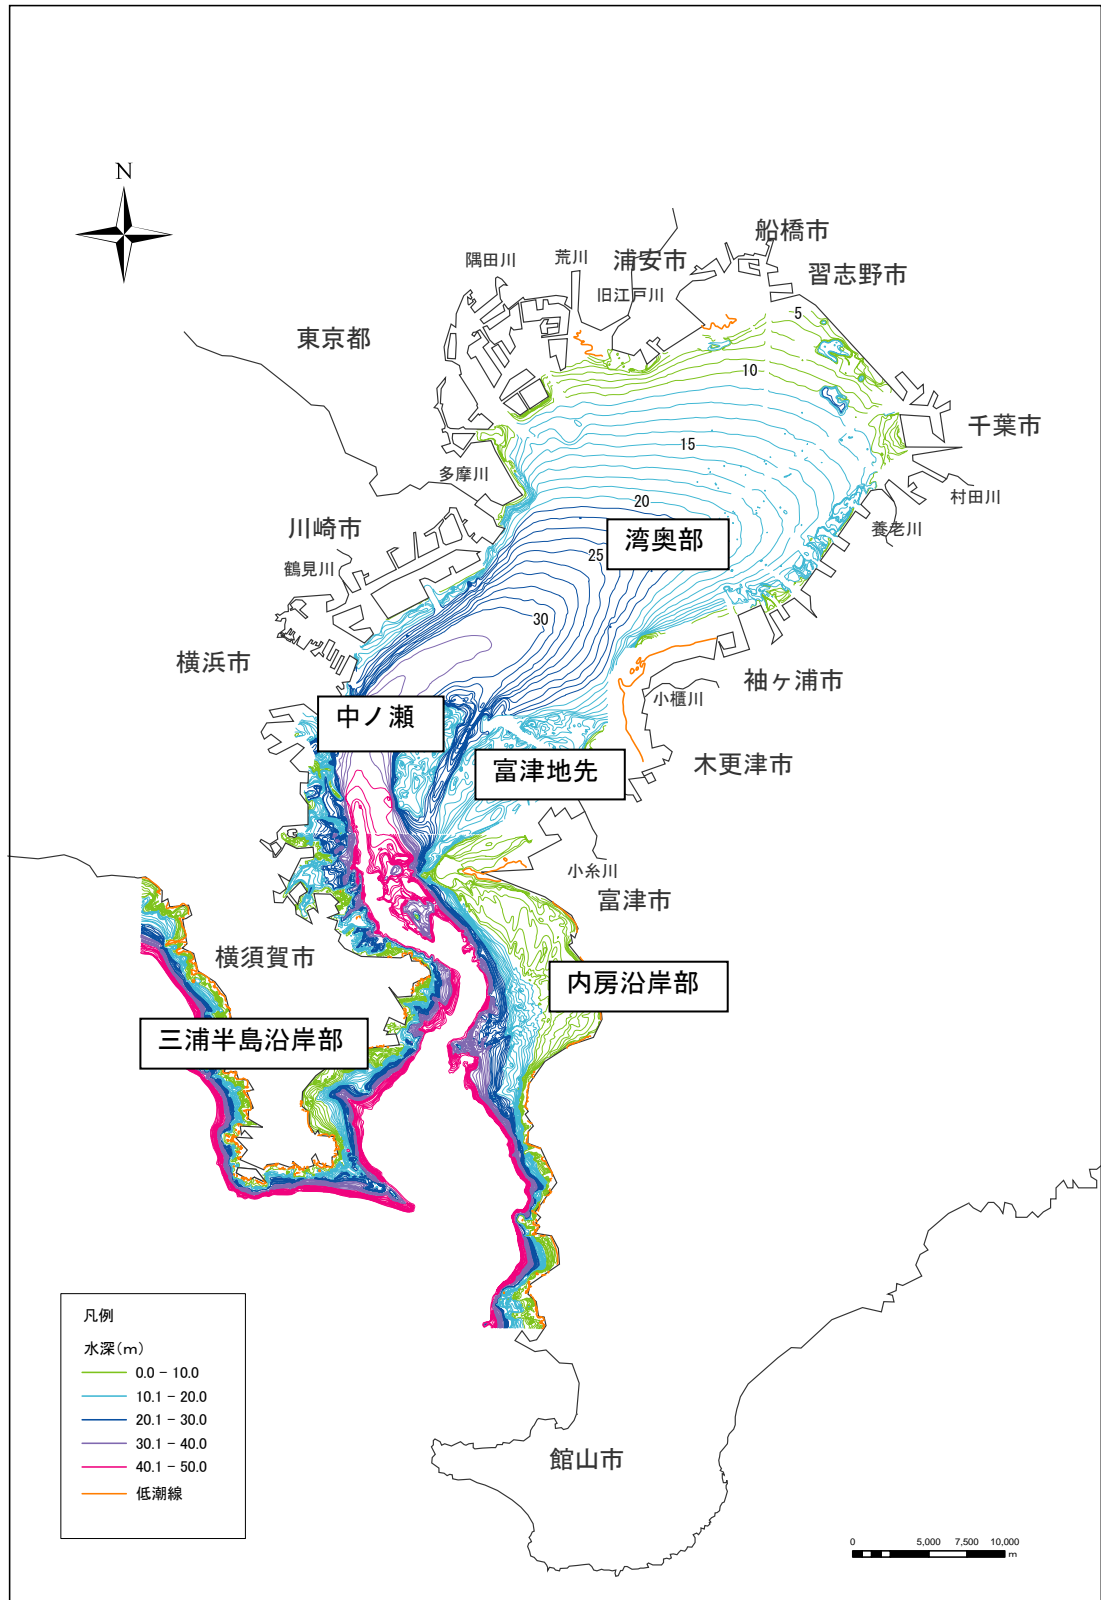 N
船橋市
浦安市
荒川
隅田川
習志野市
旧江戸川
5
東京都
10
千葉市
15
多摩川
村田川
20
川崎市
養老川
湾奥部
25
鶴見川
30
横浜市
袖ヶ浦市
小櫃川
中ノ瀬
木更津市
富津地先
小糸川
富津市
横須賀市
内房沿岸部
三浦半島沿岸部
凡例
水深(m)
0.0 - 10.0
10.1 - 20.0
20.1 - 30.0
30.1 - 40.0
40.1 - 50.0
低潮線
館山市
0 5,000 7,500 10,000
m